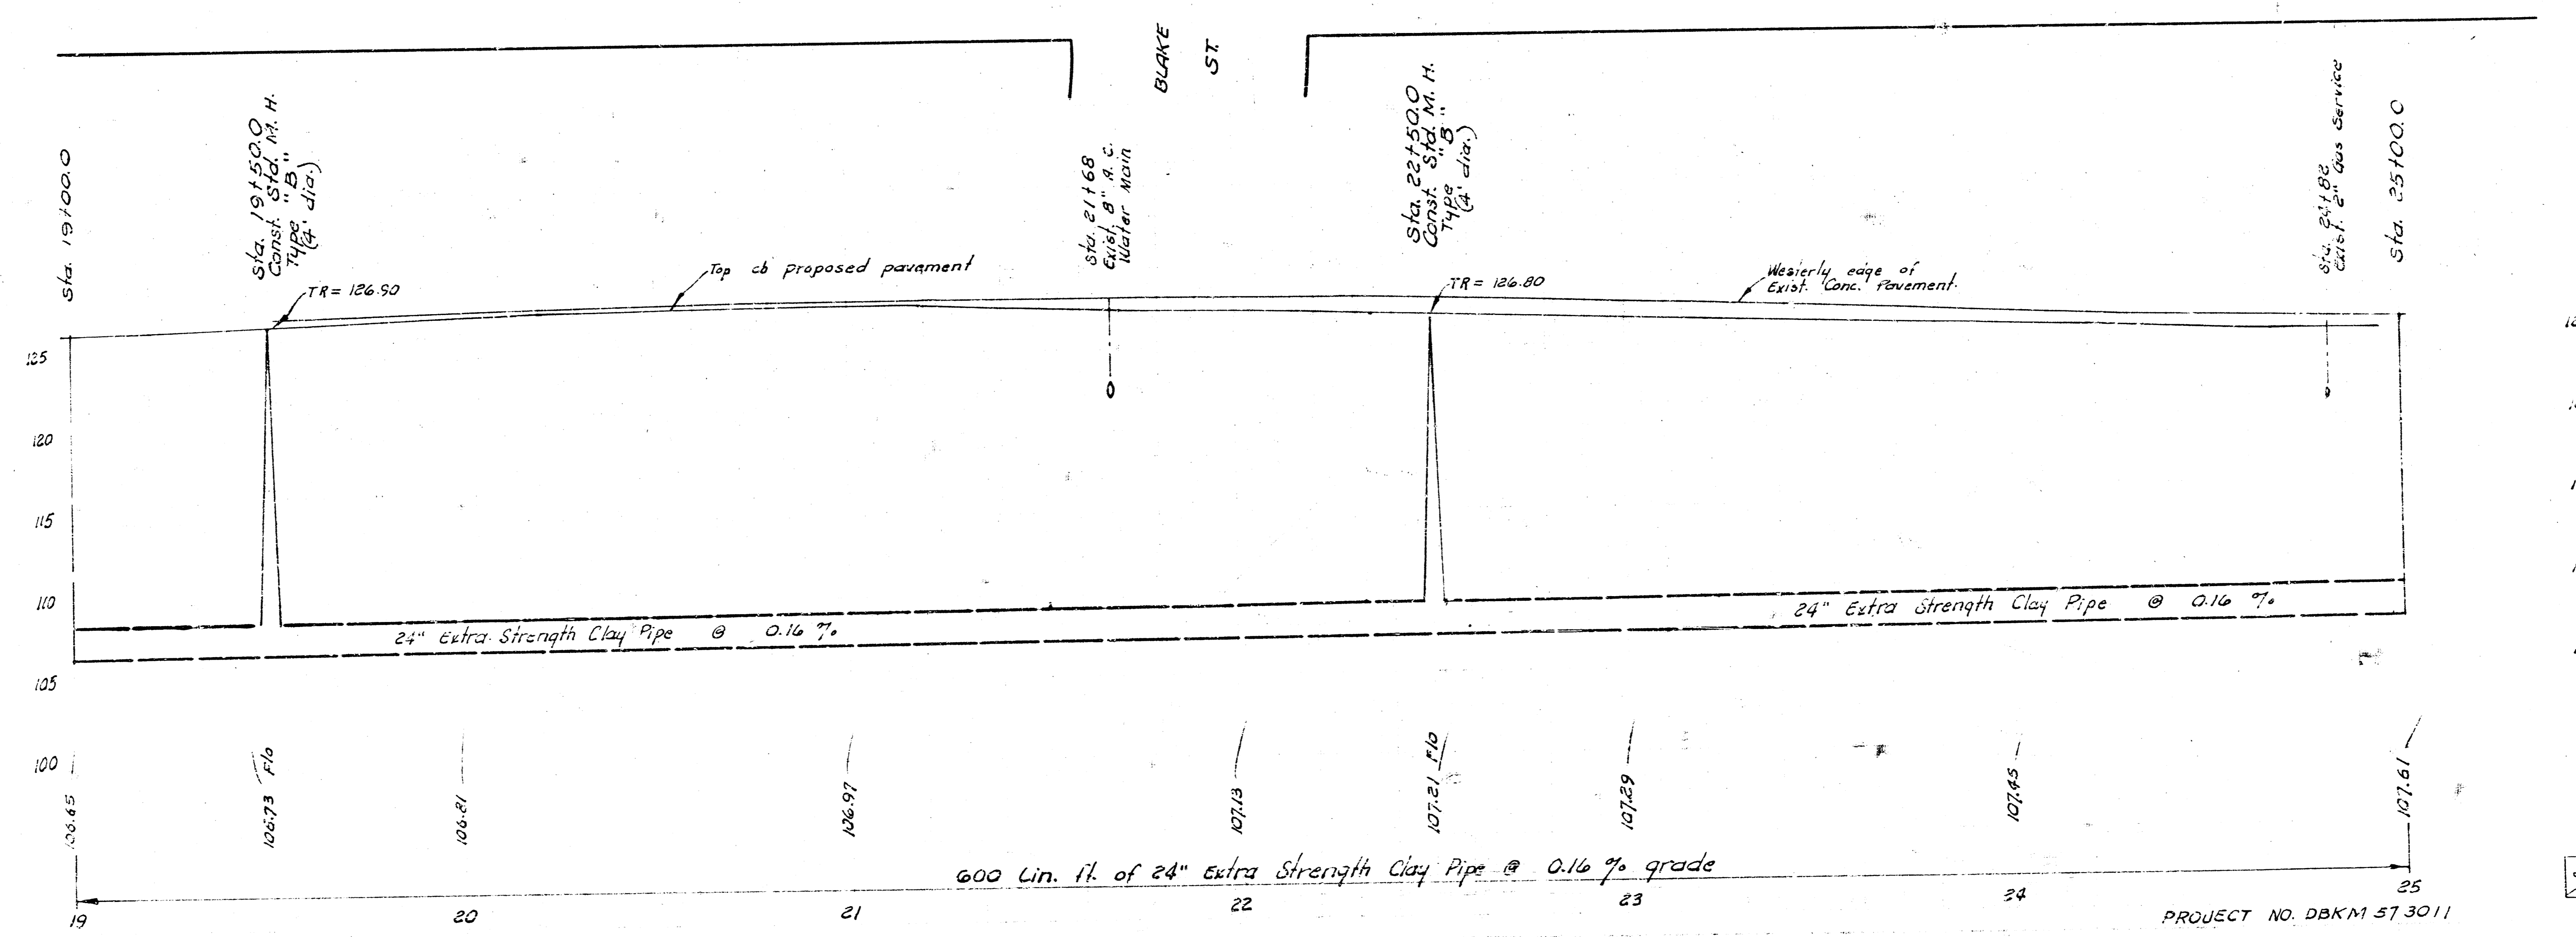 BLAKE
ST.
Sta. 19+00.0
Sta. 19+50.0
Const. Std. M. H.
Type "B"
(4' dia.)
Sta. 21+68
Exist. 8" A. C.
Water Main
Sta. 22+50.0
Const. Std. M. H.
Type "B"
(4' dia.)
Sta. 24+82
Exist. 2" Gas Service
Sta. 25+00.0
TR = 126.90
Top cb proposed pavement
TR = 126.80
Westerly edge of
Exist. Conc. Pavement.
125
120
115
110
105
100
24" Extra Strength Clay Pipe @ 0.16 %
24" Extra Strength Clay Pipe @ 0.16 %
106.65
106.73 Flo
106.81
106.97
107.13
107.21 Flo
107.29
107.45
107.61
600 Lin. ft. of 24" Extra Strength Clay Pipe @ 0.16 % grade
19
20
21
22
23
24
25
PROJECT NO. DBKM 57 3011